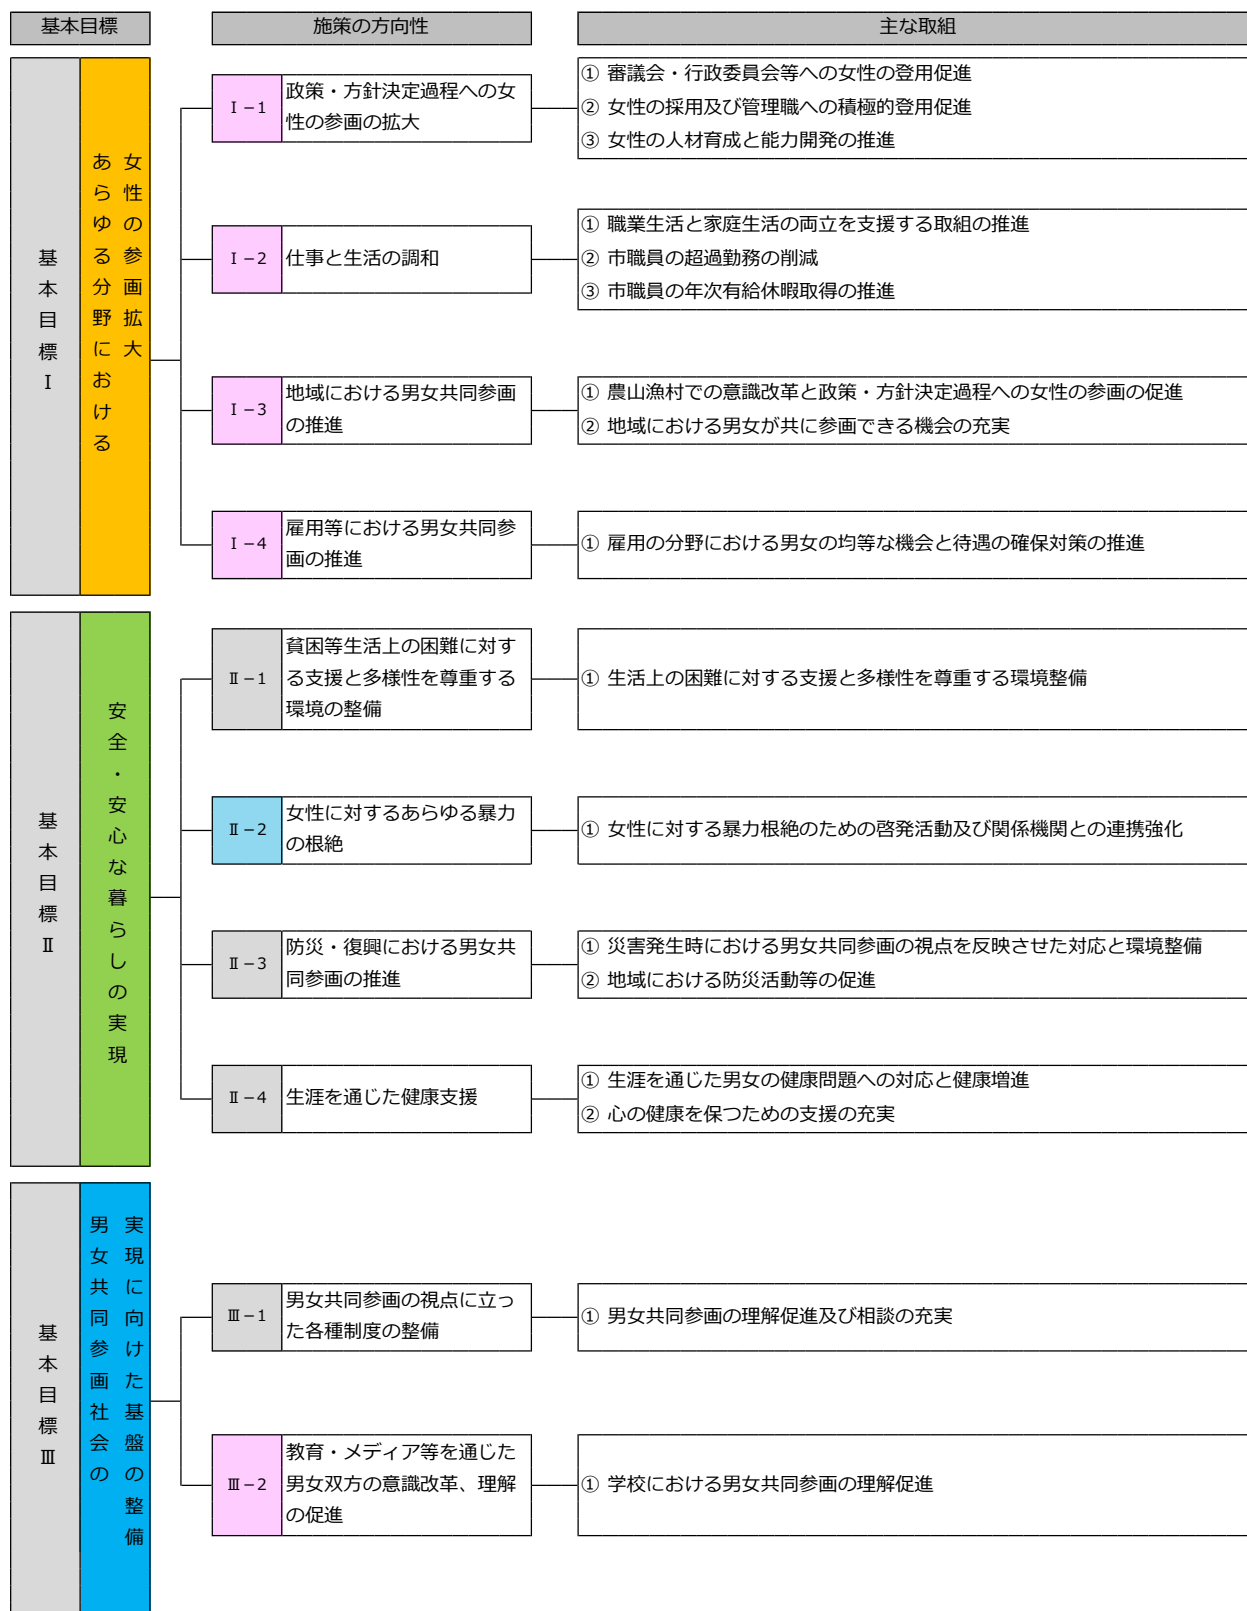 基本目標
施策の方向性
主な取組
基本目標Ⅰ
あらゆる分野における
女性の参画拡大
Ⅰ－1
政策・方針決定過程への女
性の参画の拡大
① 審議会・行政委員会等への女性の登用促進
② 女性の採用及び管理職への積極的登用促進
③ 女性の人材育成と能力開発の推進
Ⅰ－2
仕事と生活の調和
① 職業生活と家庭生活の両立を支援する取組の推進
② 市職員の超過勤務の削減
③ 市職員の年次有給休暇取得の推進
Ⅰ－3
地域における男女共同参画
の推進
① 農山漁村での意識改革と政策・方針決定過程への女性の参画の促進
② 地域における男女が共に参画できる機会の充実
Ⅰ－4
雇用等における男女共同参
画の推進
① 雇用の分野における男女の均等な機会と待遇の確保対策の推進
基本目標Ⅱ
安全・安心な暮らしの実現
Ⅱ－1
貧困等生活上の困難に対す
る支援と多様性を尊重する
環境の整備
① 生活上の困難に対する支援と多様性を尊重する環境整備
Ⅱ－2
女性に対するあらゆる暴力
の根絶
① 女性に対する暴力根絶のための啓発活動及び関係機関との連携強化
Ⅱ－3
防災・復興における男女共
同参画の推進
① 災害発生時における男女共同参画の視点を反映させた対応と環境整備
② 地域における防災活動等の促進
Ⅱ－4
生涯を通じた健康支援
① 生涯を通じた男女の健康問題への対応と健康増進
② 心の健康を保つための支援の充実
基本目標Ⅲ
男女共同参画社会の
実現に向けた基盤の整備
Ⅲ－1
男女共同参画の視点に立っ
た各種制度の整備
① 男女共同参画の理解促進及び相談の充実
Ⅲ－2
教育・メディア等を通じた
男女双方の意識改革、理解
の促進
① 学校における男女共同参画の理解促進